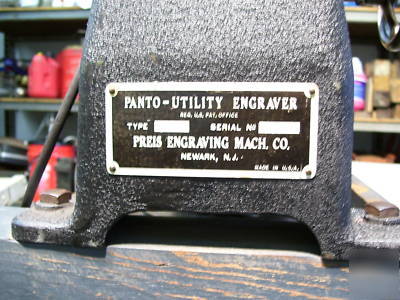 PANTO-UTILITY ENGRAVER
REG. U.S. PAT. OFFICE
TYPE SERIAL NO
PREIS ENGRAVING MACH. CO.
NEWARK, N.J.
MADE IN U.S.A.